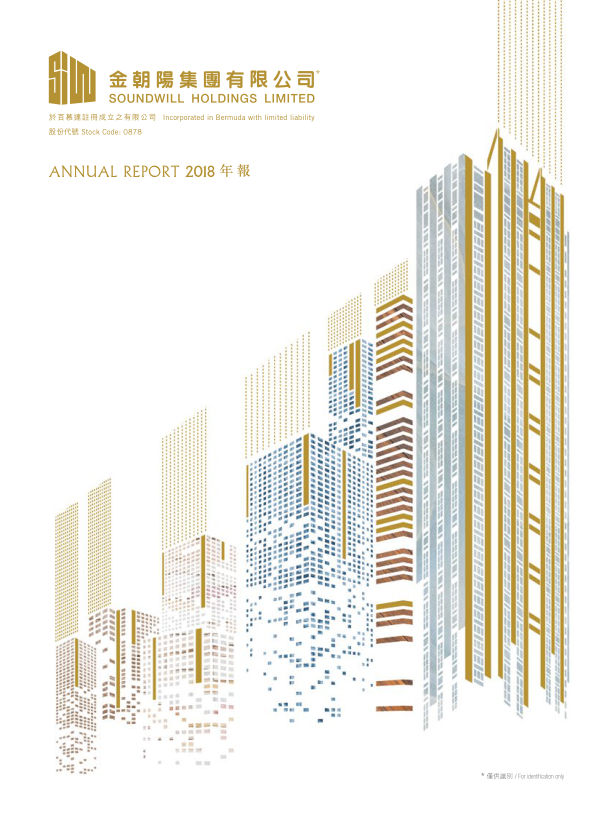 金朝陽集團有限公司*
SOUNDWILL HOLDINGS LIMITED
於百慕達註冊成立之有限公司 Incorporated in Bermuda with limited liability
股份代號 Stock Code: 0878
ANNUAL REPORT 2018 年報
* 僅供識別 / For identification only